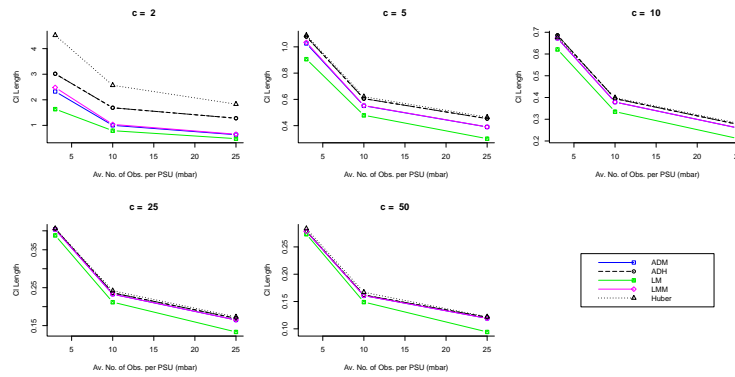 c = 2
4
3
2
1
CI Length
5 10 15 20 25
Av. No. of Obs. per PSU (mbar)
c = 5
1.0
0.8
0.6
0.4
CI Length
5 10 15 20 25
Av. No. of Obs. per PSU (mbar)
c = 10
0.7
0.6
0.5
0.4
0.3
0.2
CI Length
5 10 15 20
Av. No. of Obs. per PSU (mbar)
c = 25
0.35
0.25
0.15
CI Length
5 10 15 20 25
Av. No. of Obs. per PSU (mbar)
c = 50
0.25
0.20
0.15
0.10
CI Length
5 10 15 20 25
Av. No. of Obs. per PSU (mbar)
ADM
ADH
LM
LMM
Huber